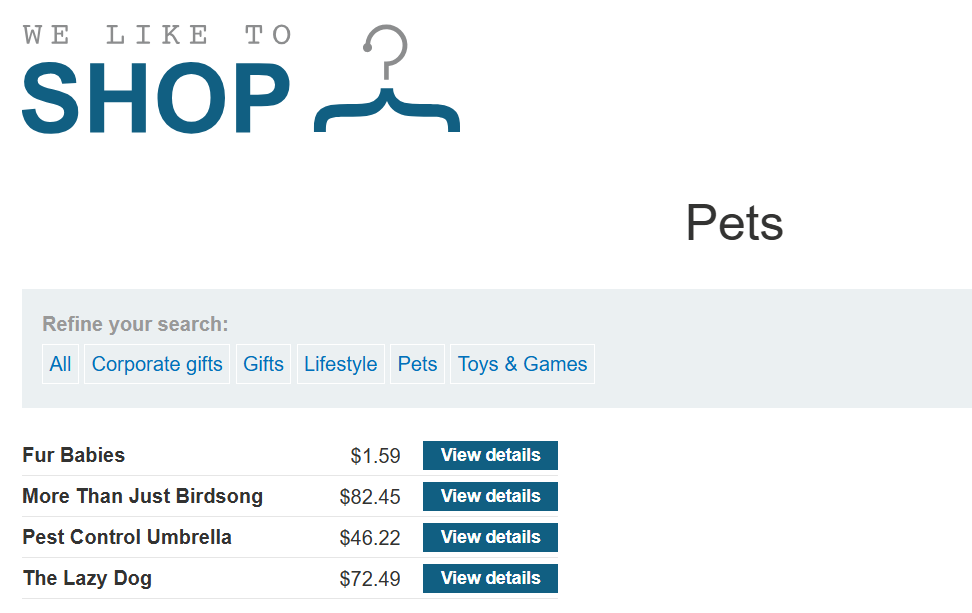 WE LIKE TO
SHOP
Pets
Refine your search:
All Corporate gifts Gifts Lifestyle Pets Toys & Games
Fur Babies $1.59 View details
More Than Just Birdsong $82.45 View details
Pest Control Umbrella $46.22 View details
The Lazy Dog $72.49 View details